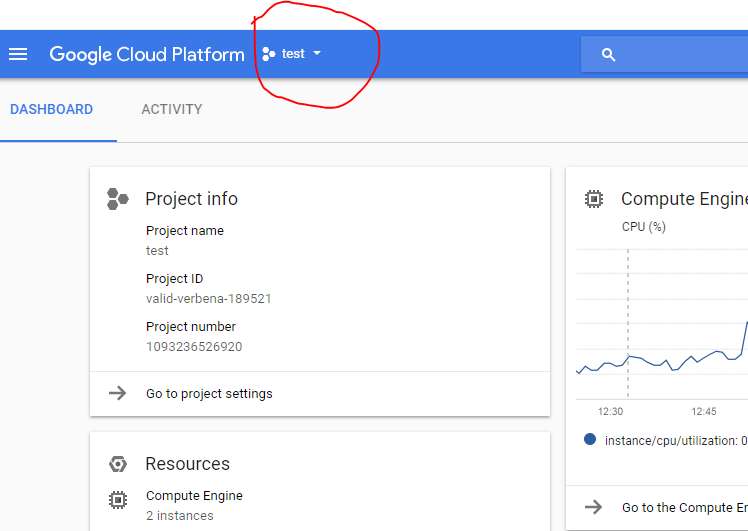 Google Cloud Platform
test
DASHBOARD
ACTIVITY
Project info
Project name
test
Project ID
valid-verbena-189521
Project number
1093236526920
Go to project settings
Resources
Compute Engine
2 instances
Compute Engine
CPU (%)
12:30
12:45
instance/cpu/utilization: 0
Go to the Compute En